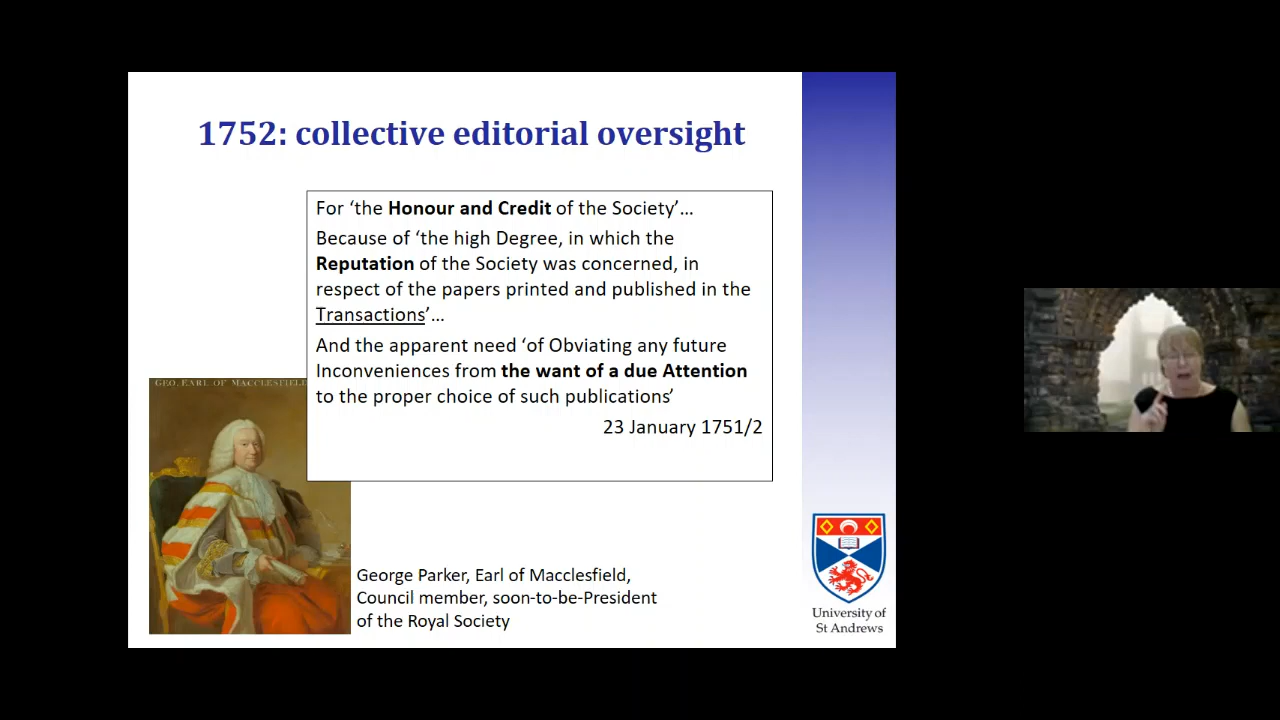 1752: collective editorial oversight
For ‘the Honour and Credit of the Society’...
Because of ‘the high Degree, in which the
Reputation of the Society was concerned, in
respect of the papers printed and published in the
Transactions’...
And the apparent need ‘of Obviating any future
Inconveniences from the want of a due Attention
to the proper choice of such publications’
23 January 1751/2
GEO. EARL OF MACCLESFIELD
George Parker, Earl of Macclesfield,
Council member, soon-to-be-President
of the Royal Society
University of
St Andrews